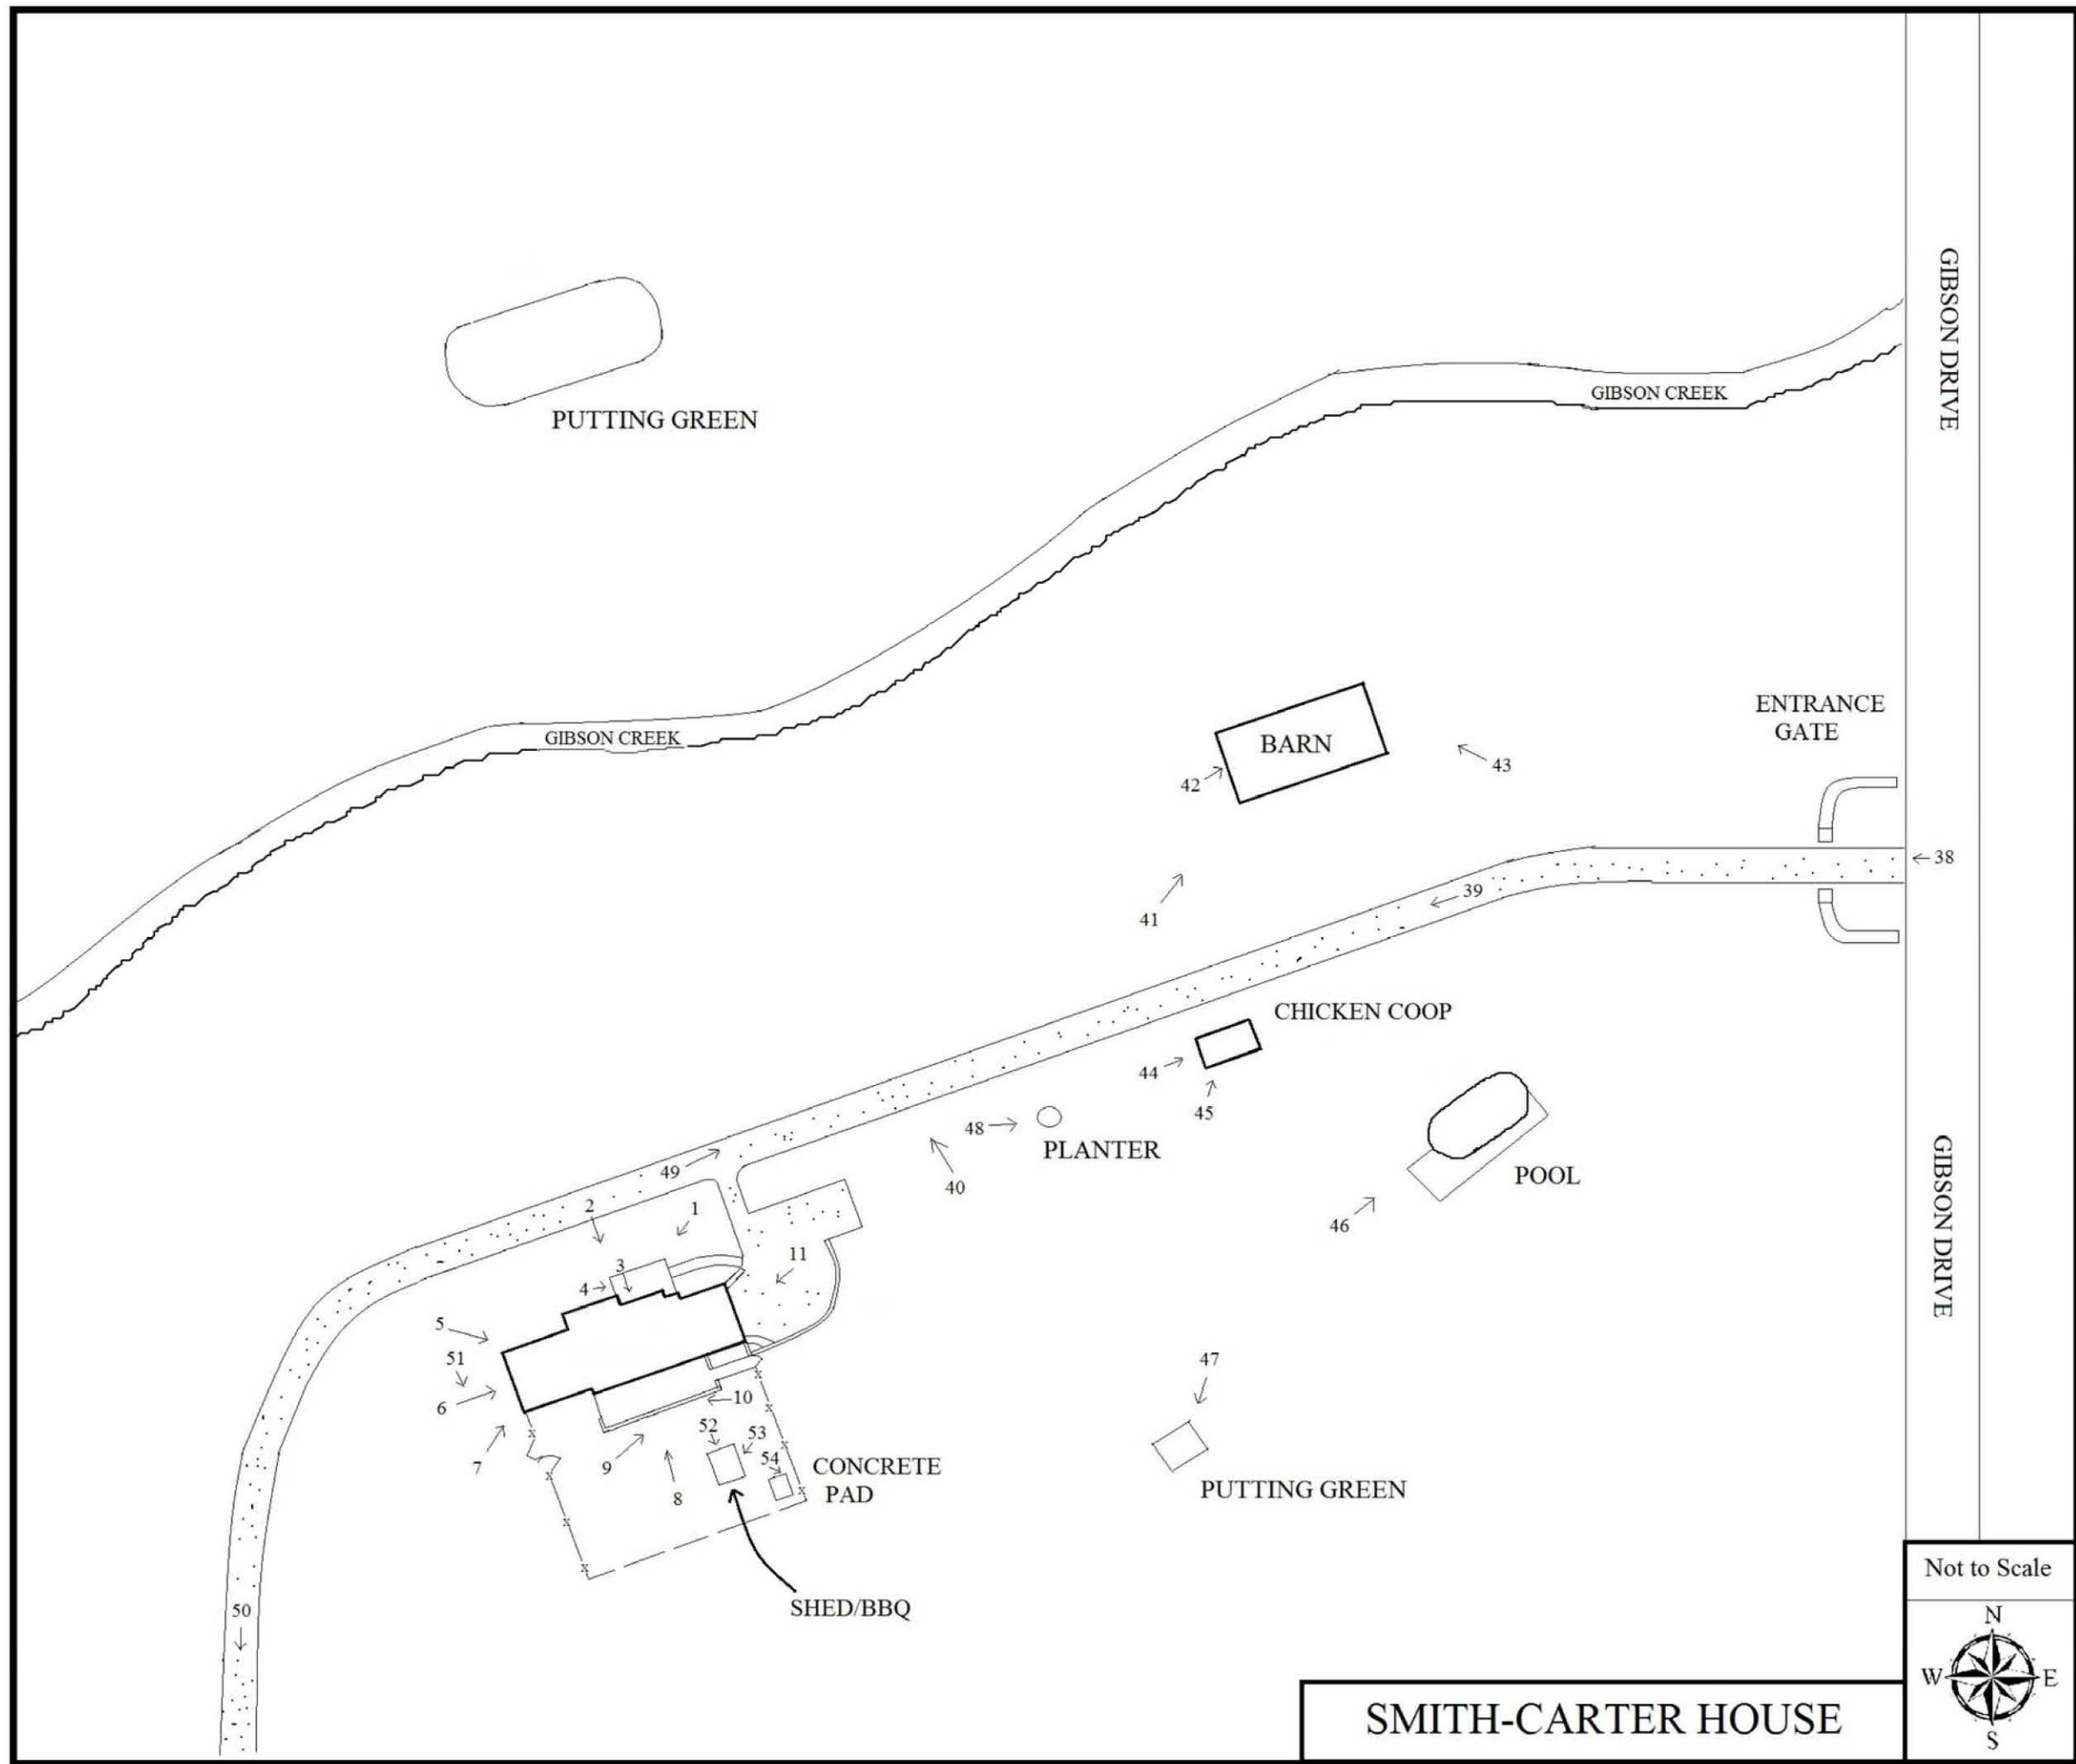 GIBSON DRIVE
PUTTING GREEN
GIBSON CREEK
GIBSON CREEK
ENTRANCE
GATE
BARN
42
43
38
39
41
CHICKEN COOP
44
45
48
PLANTER
40
POOL
46
49
2
1
11
3
4
5
51
6
10
7
9
8
52
53
54
CONCRETE
PAD
47
PUTTING GREEN
GIBSON DRIVE
SHED/BBQ
50
Not to Scale
N
W
E
S
SMITH-CARTER HOUSE